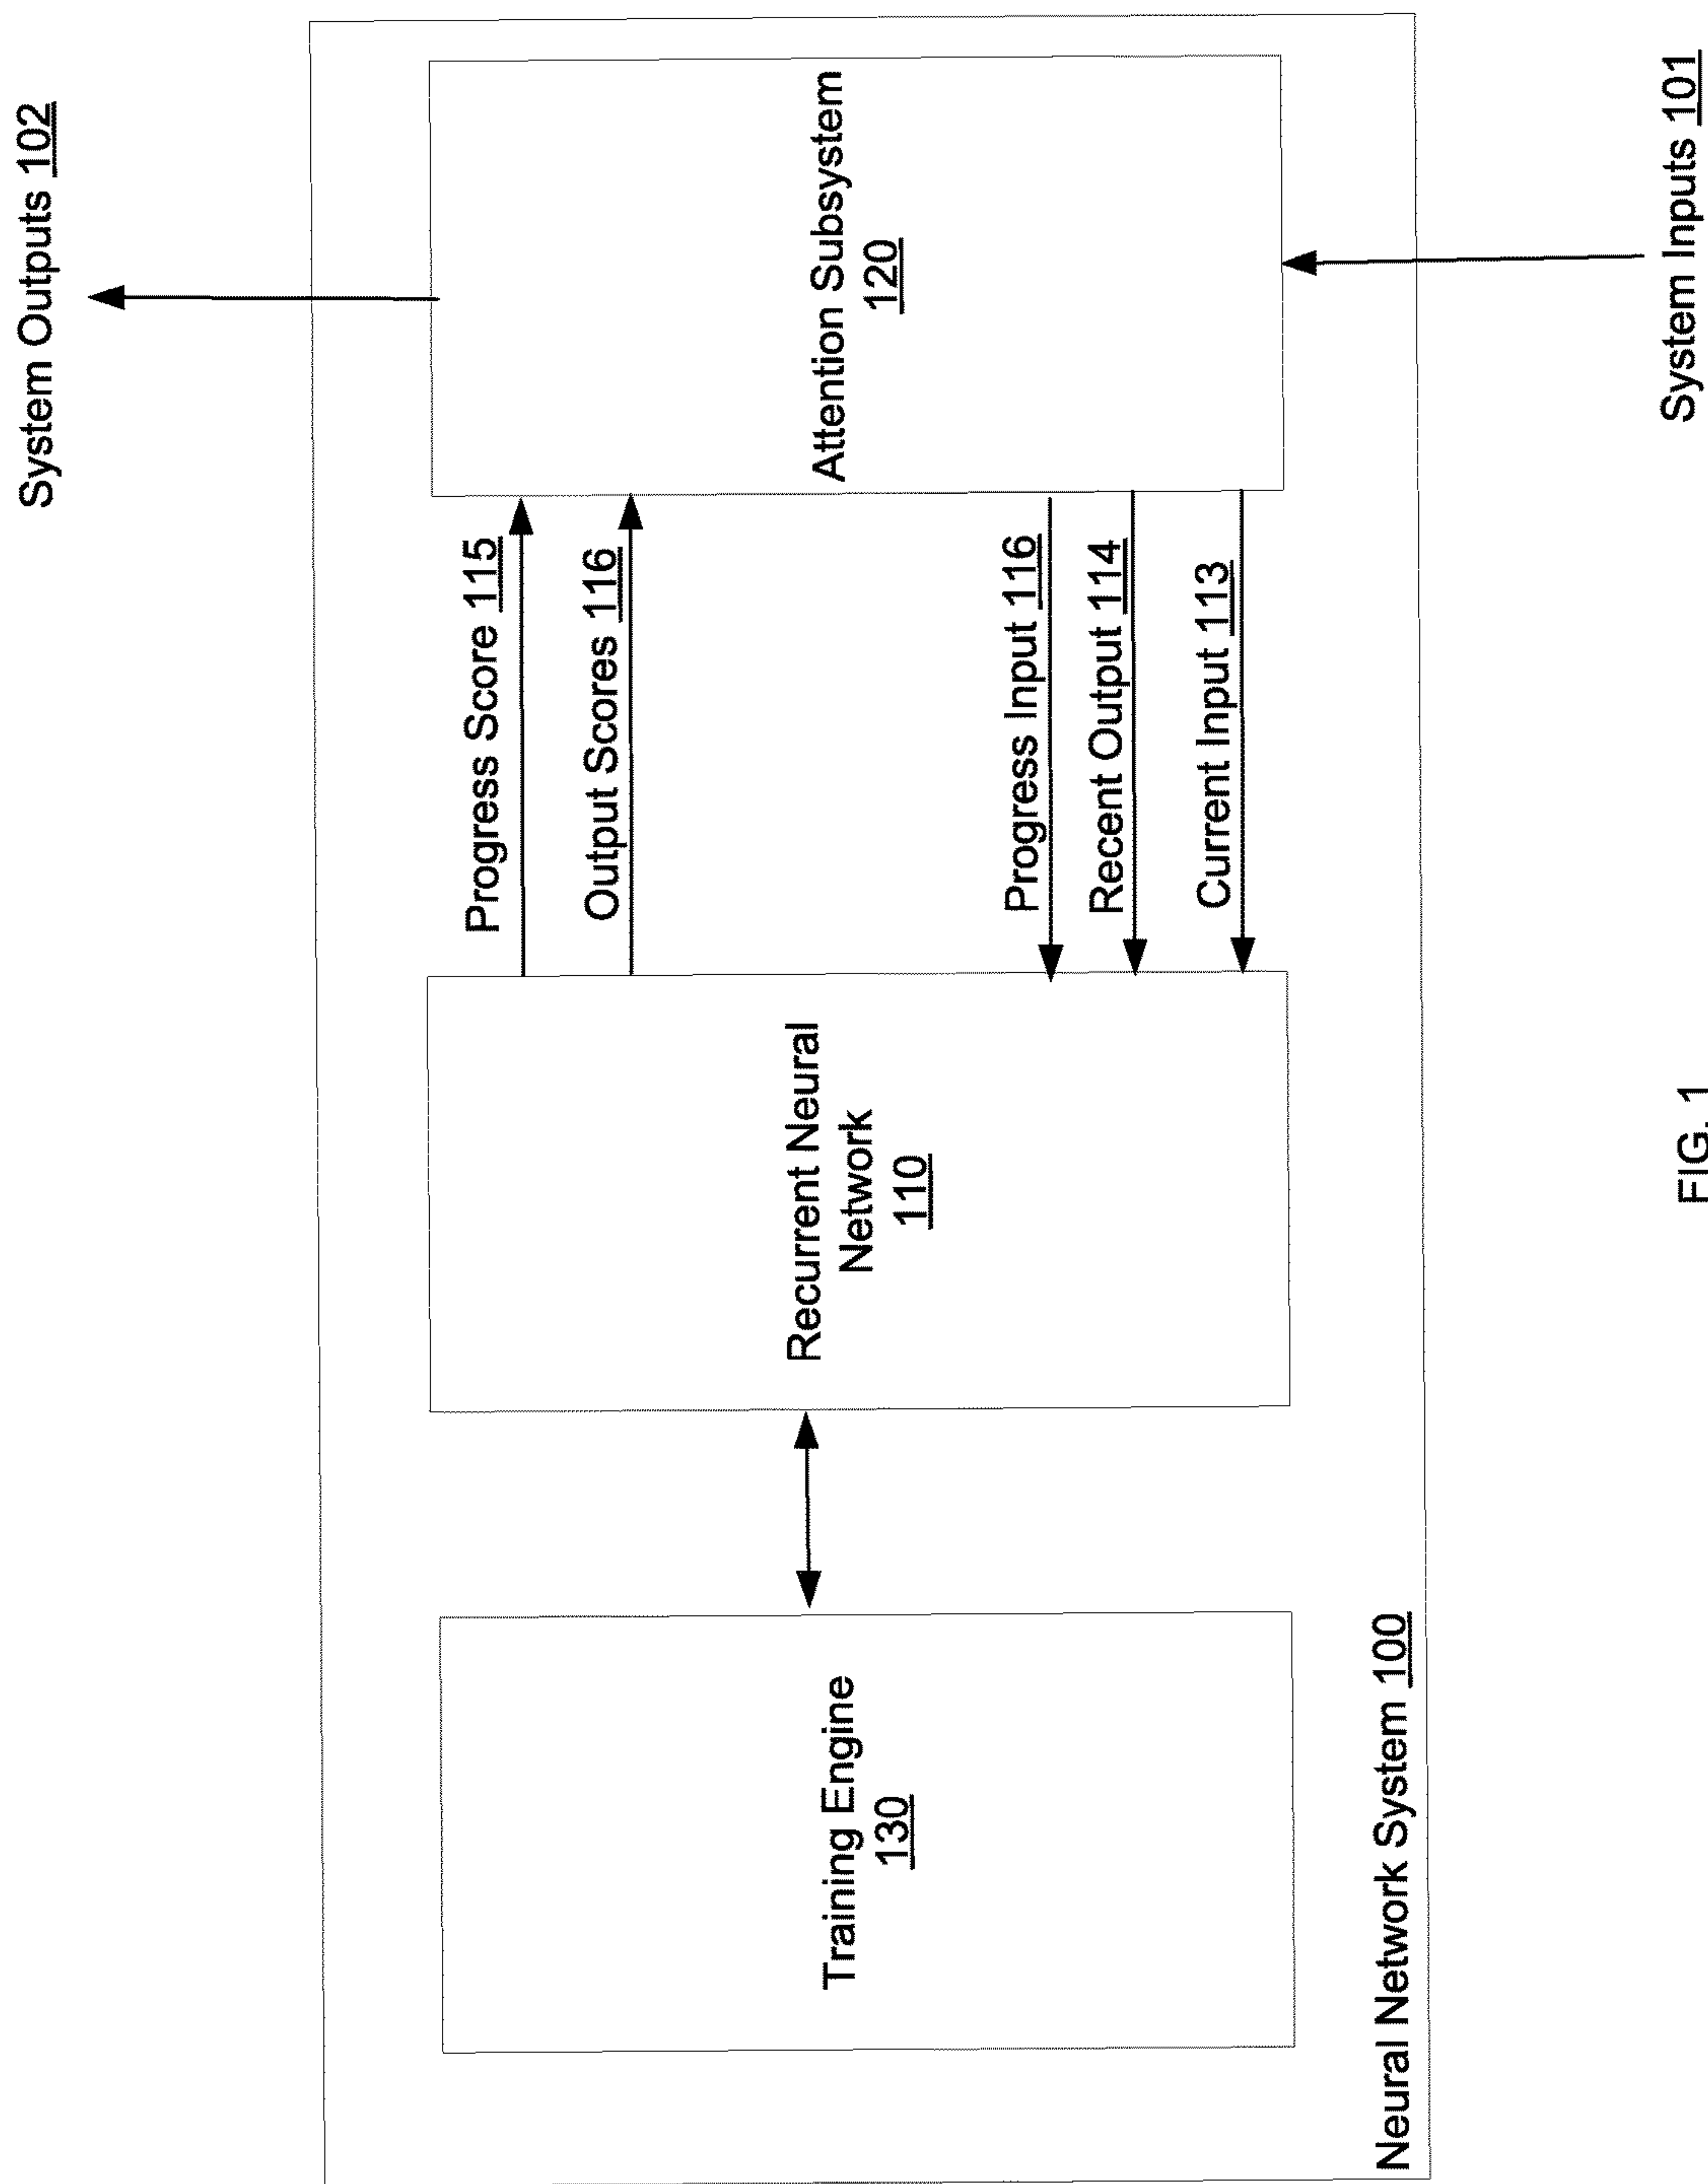 System Outputs 102
Training Engine
130
Recurrent Neural
Network
110
Progress Score 115
Output Scores 116
Progress Input 116
Recent Output 114
Current Input 113
Attention Subsystem
120
Neural Network System 100
System Inputs 101
FIG. 1